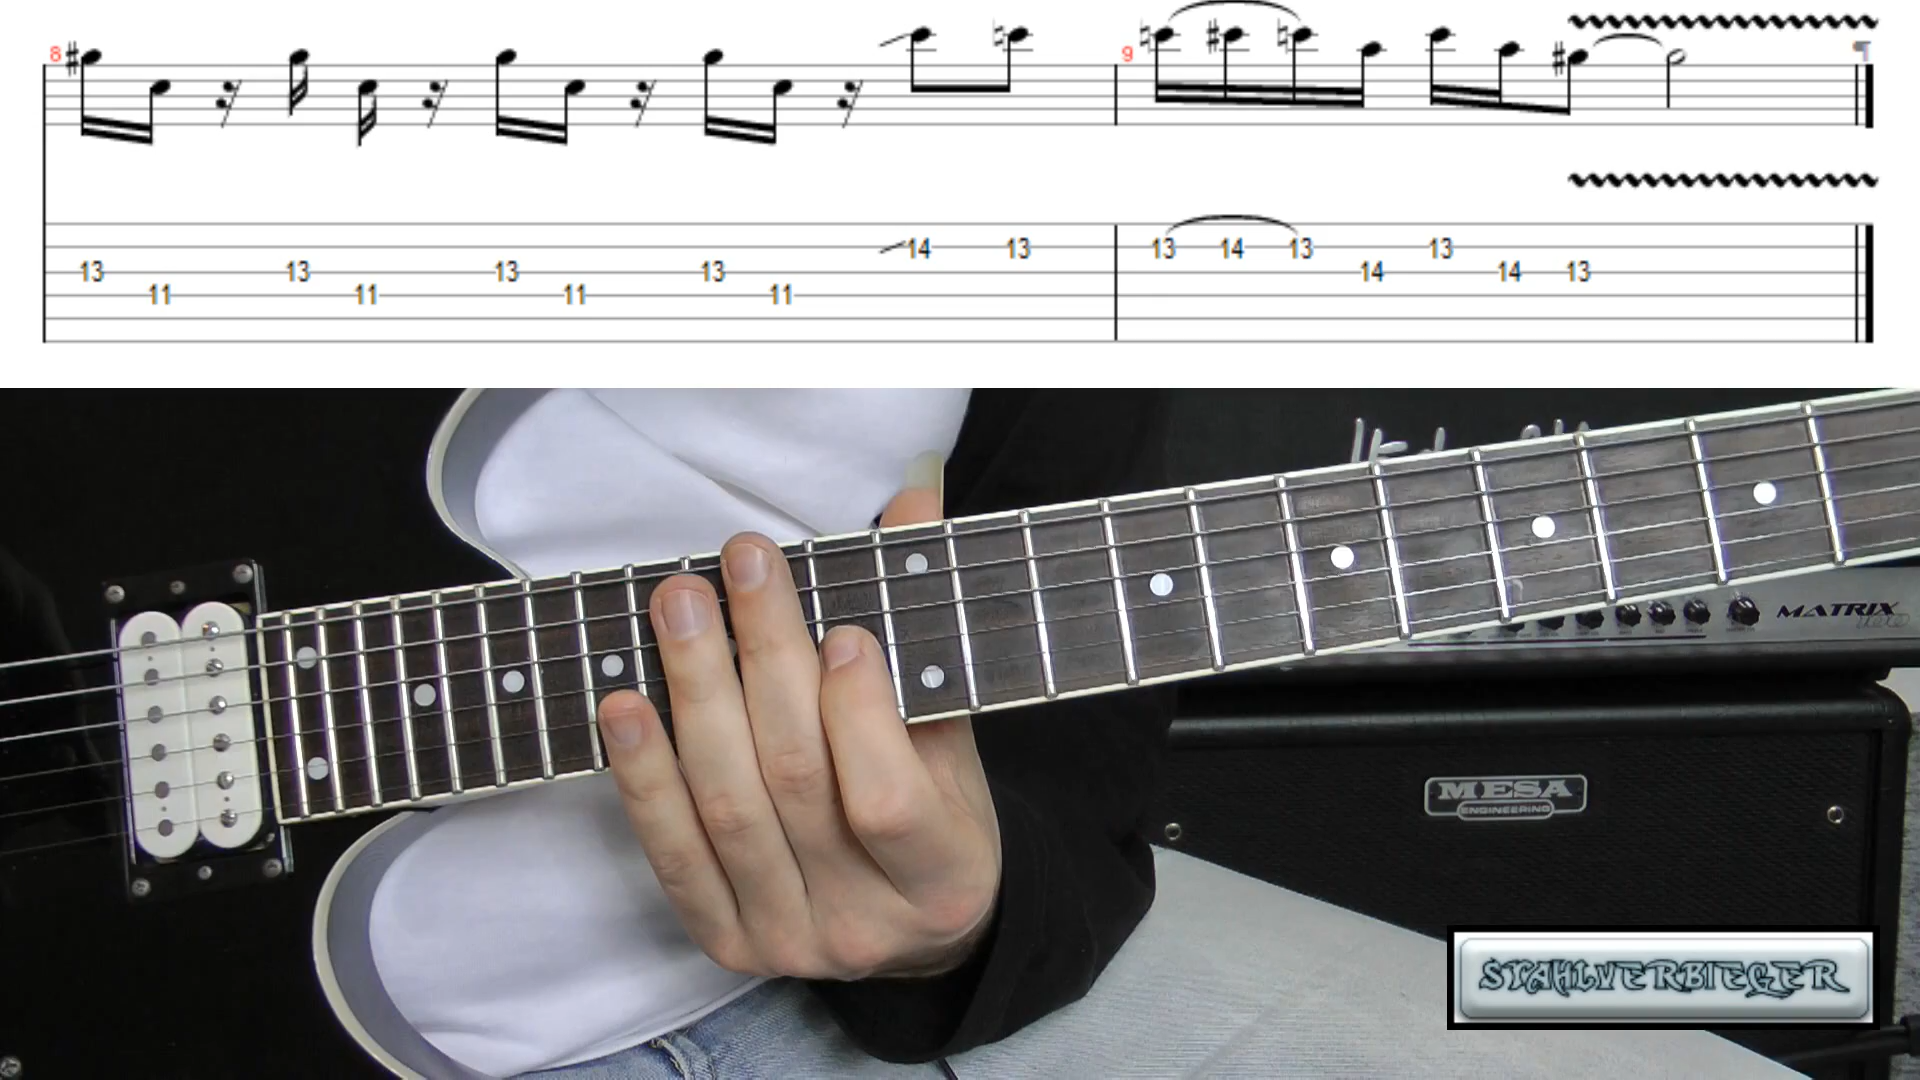 8 9
14 13 13 14 13 13
13 13 13 13 14 14 13
11 11 11 11
MATRIX
MESA
ENGINEERING
STAHLVERBIEGER